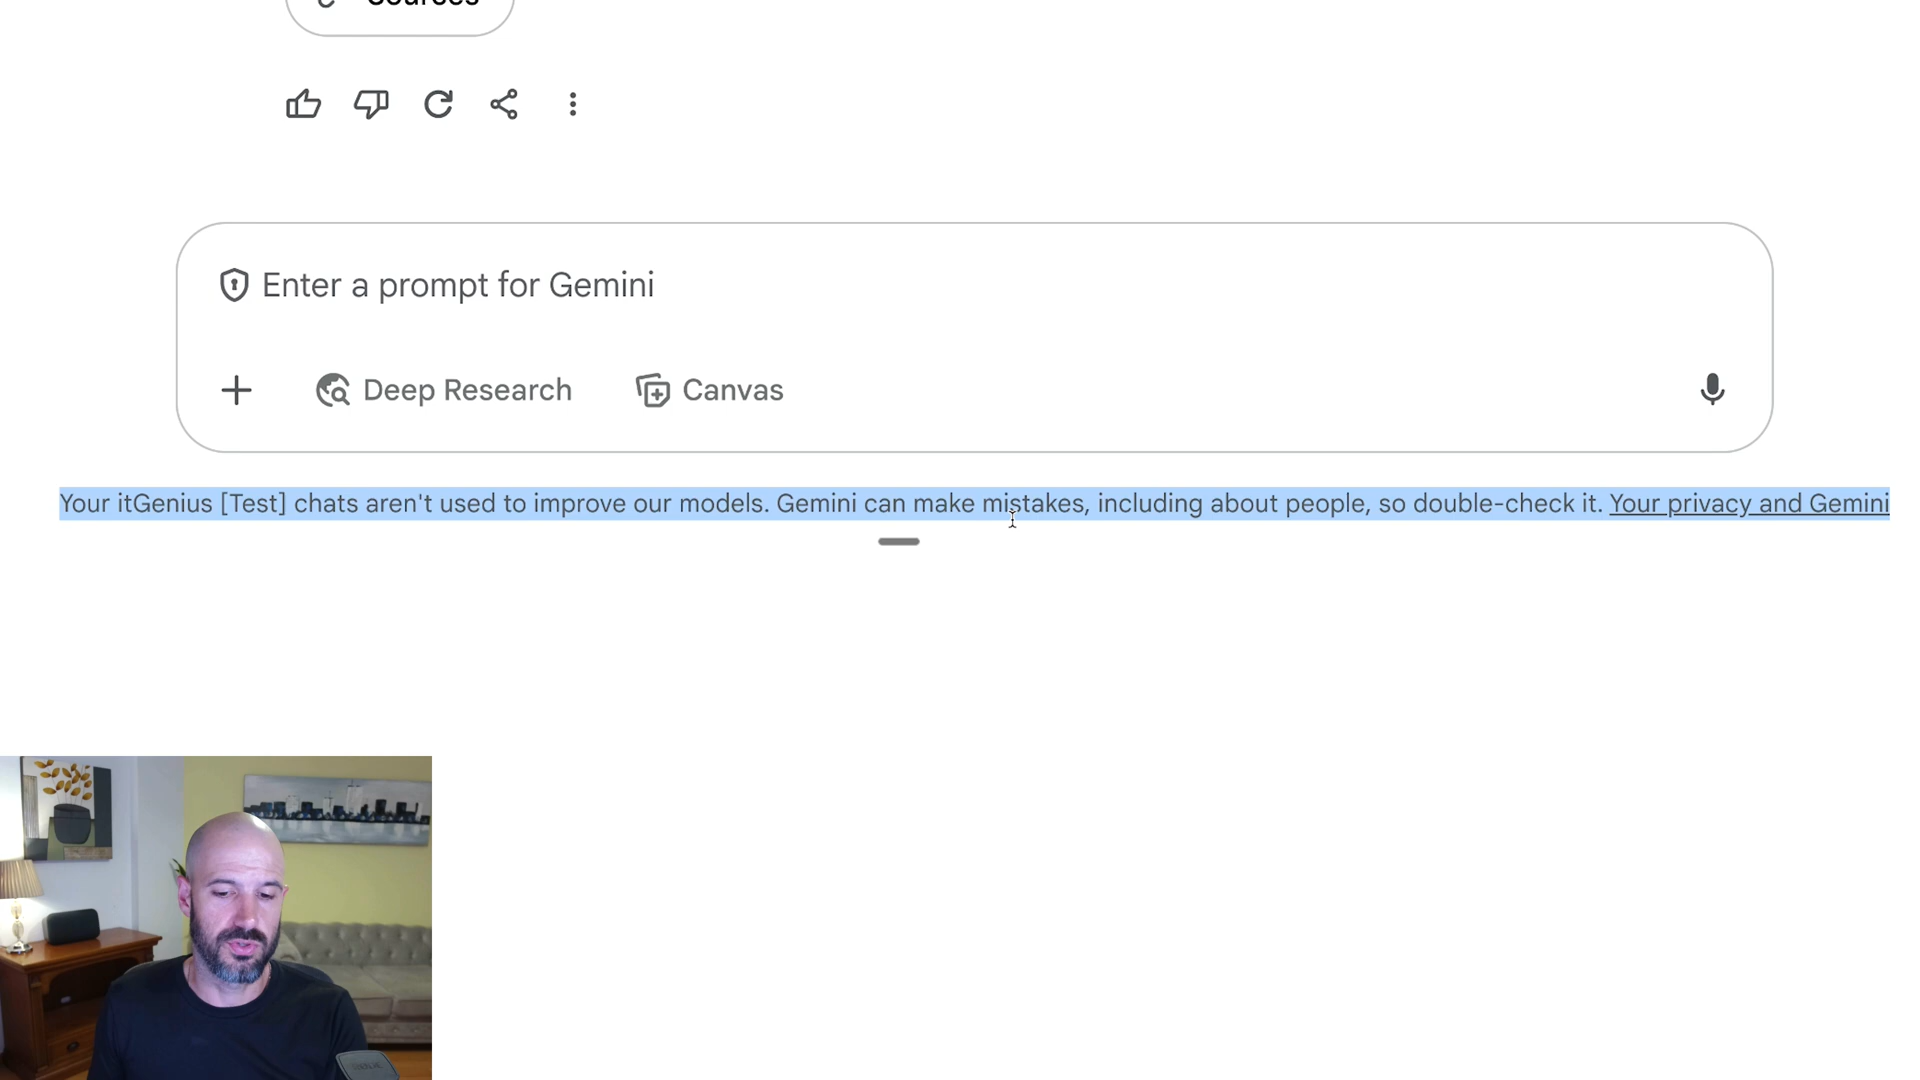 Sources
Enter a prompt for Gemini
Deep Research
Canvas
Your itGenius [Test] chats aren't used to improve our models. Gemini can make mistakes, including about people, so double-check it. Your privacy and Gemini